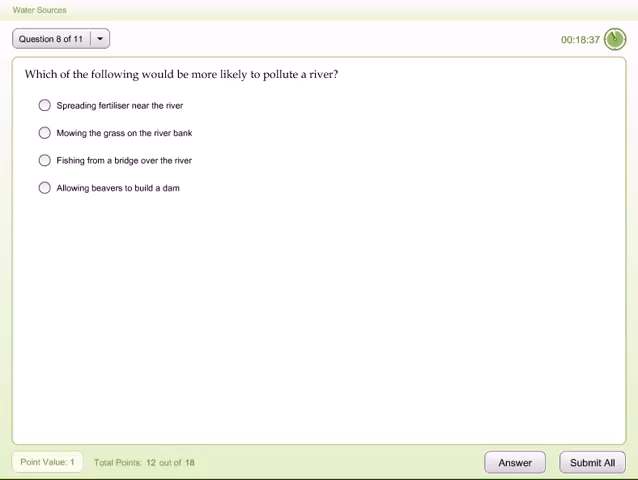 Water Sources
Question 8 of 11
00:18:37
Which of the following would be more likely to pollute a river?
Spreading fertiliser near the river
Mowing the grass on the river bank
Fishing from a bridge over the river
Allowing beavers to build a dam
Point Value: 1 Total Points: 12 out of 18 Answer Submit All